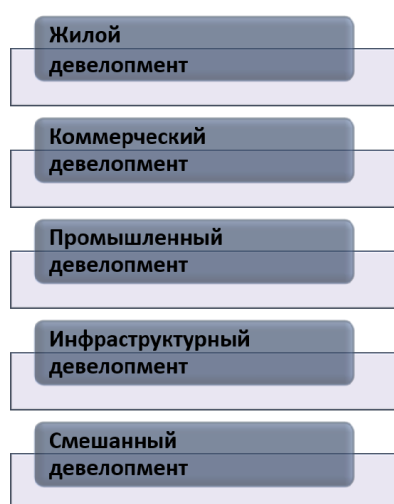 Жилой
девелопмент
Коммерческий
девелопмент
Промышленный
девелопмент
Инфраструктурный
девелопмент
Смешанный
девелопмент